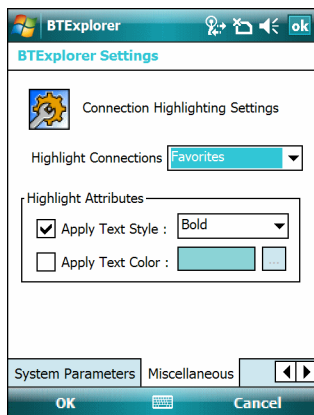 BTExplorer ok
BTExplorer Settings
Connection Highlighting Settings
Highlight Connections Favorites
Highlight Attributes
Apply Text Style : Bold
Apply Text Color : ...
System Parameters Miscellaneous
OK Cancel